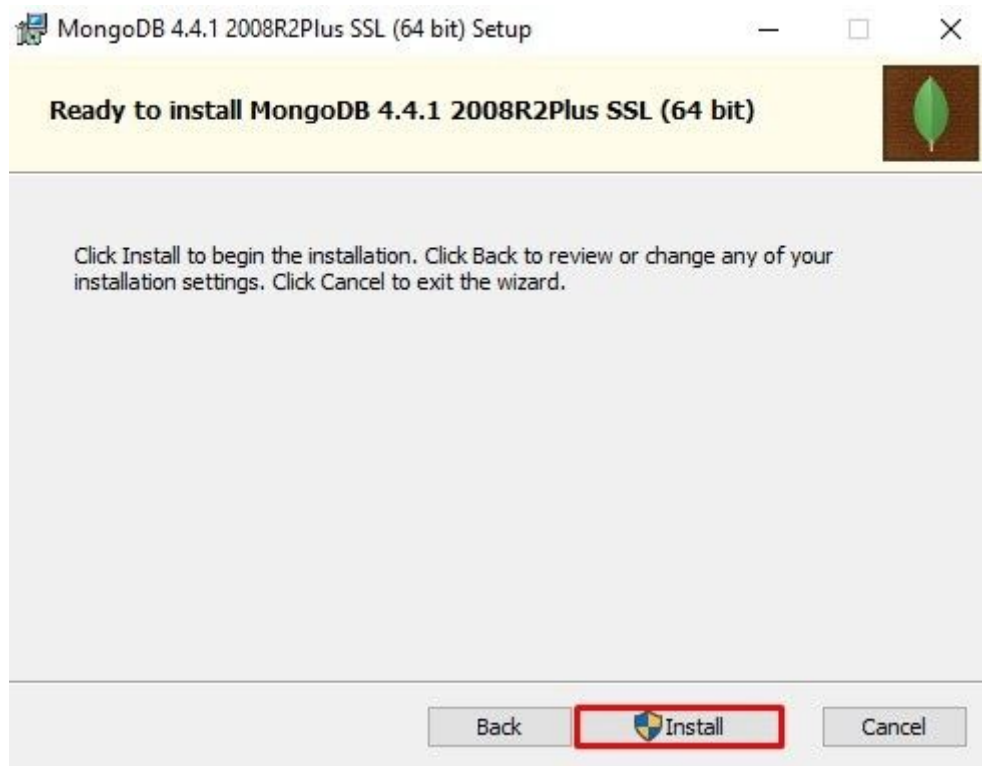 MongoDB 4.4.1 2008R2Plus SSL (64 bit) Setup
Ready to install MongoDB 4.4.1 2008R2Plus SSL (64 bit)
Click Install to begin the installation. Click Back to review or change any of your
installation settings. Click Cancel to exit the wizard.
Back Install Cancel